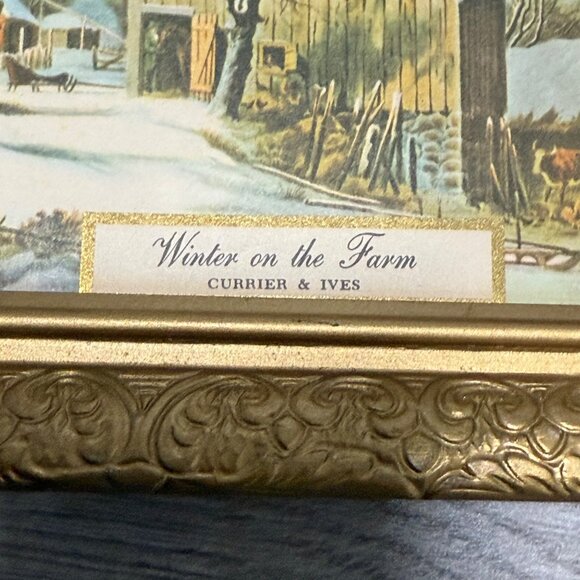 Winter on the Farm
CURRIER & IVES